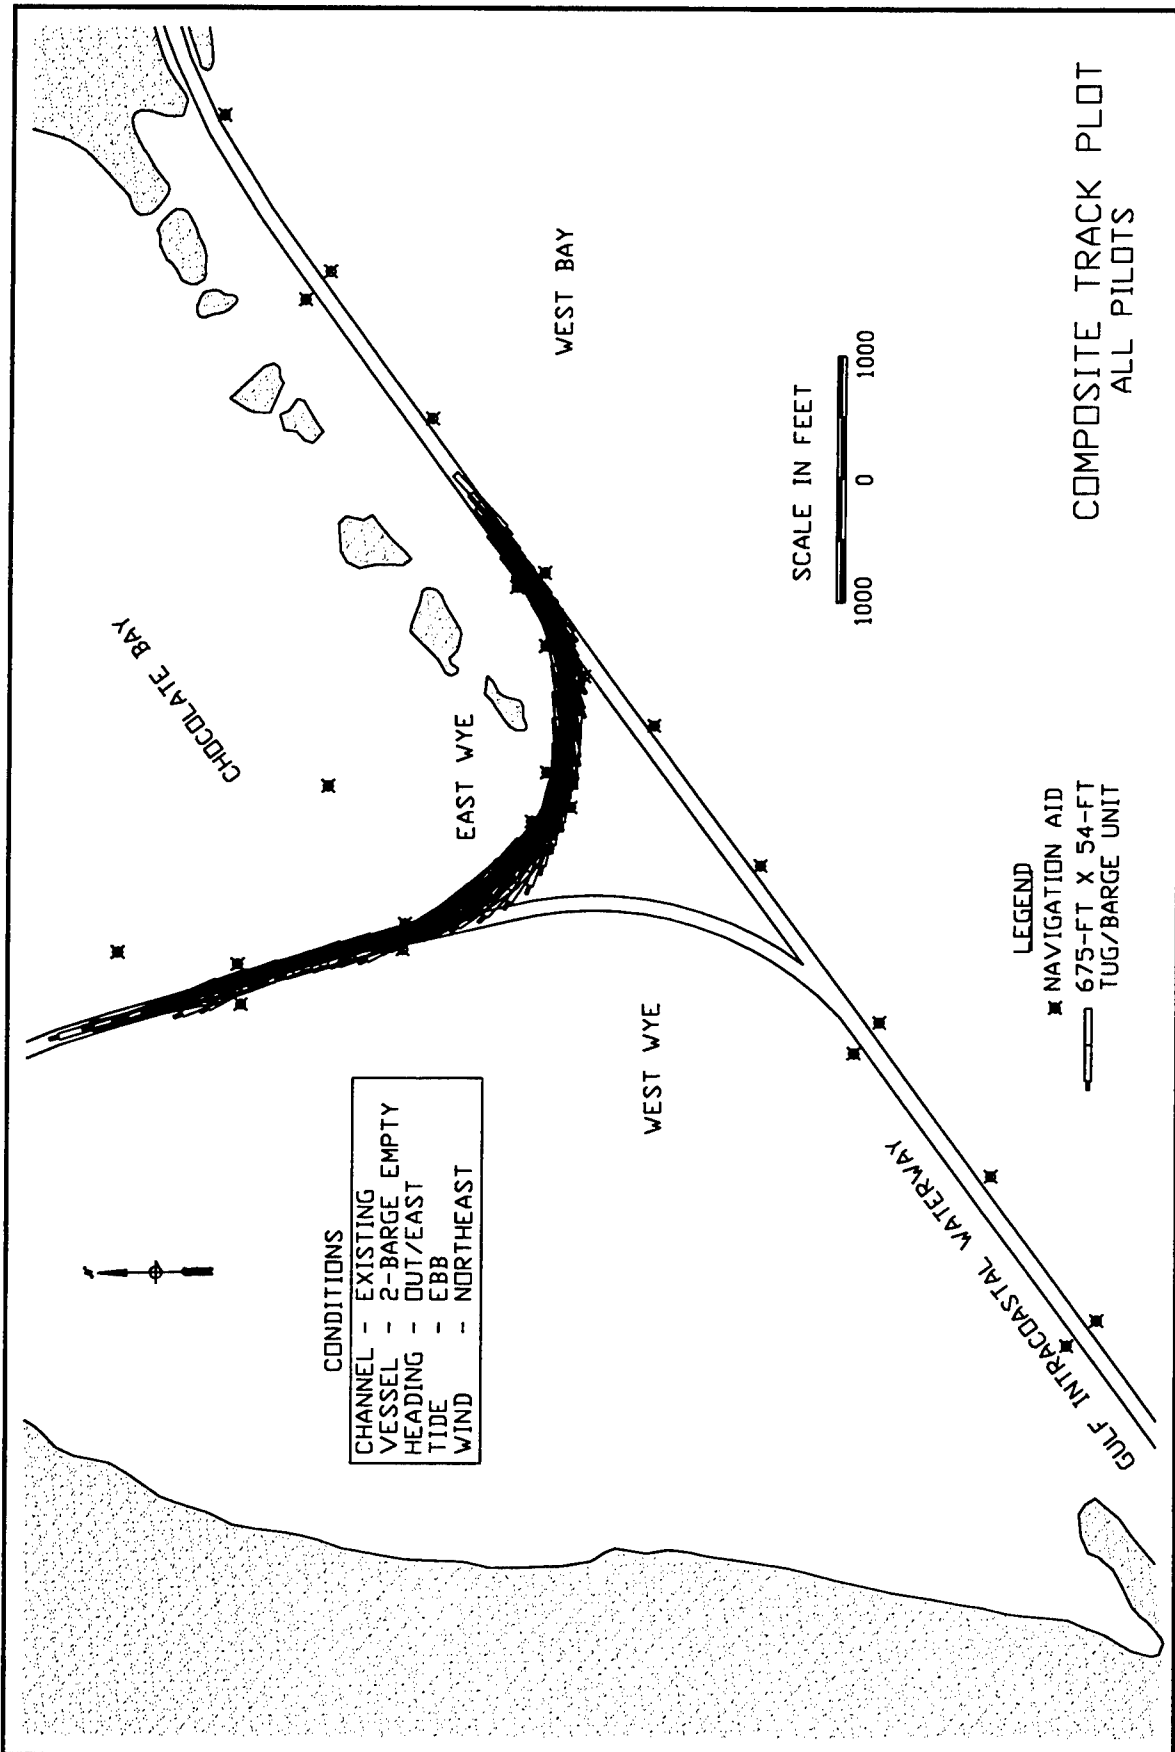 CHOCOLATE BAY
EAST WYE
WEST BAY
WEST WYE
GULF INTRACOASTAL WATERWAY
CONDITIONS
CHANNEL - EXISTING
VESSEL - 2-BARGE EMPTY
HEADING - OUT/EAST
TIDE - EBB
WIND - NORTHEAST
SCALE IN FEET
1000 0 1000
LEGEND
NAVIGATION AID
675-FT X 54-FT
TUG/BARGE UNIT
COMPOSITE TRACK PLOT
ALL PILOTS